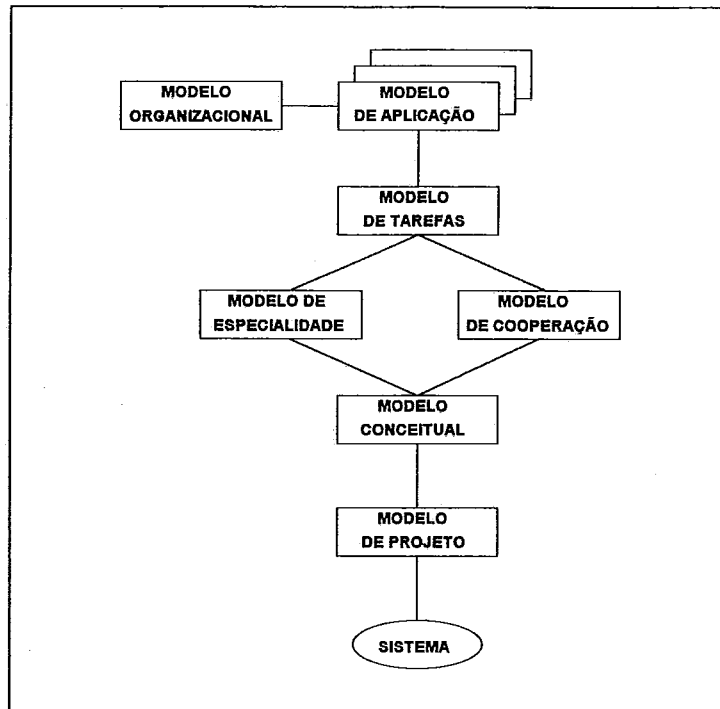 MODELO
ORGANIZACIONAL
MODELO
DE APLICAÇÃO
MODELO
DE TAREFAS
MODELO DE
ESPECIALIDADE
MODELO
DE COOPERAÇÃO
MODELO
CONCEITUAL
MODELO
DE PROJETO
SISTEMA